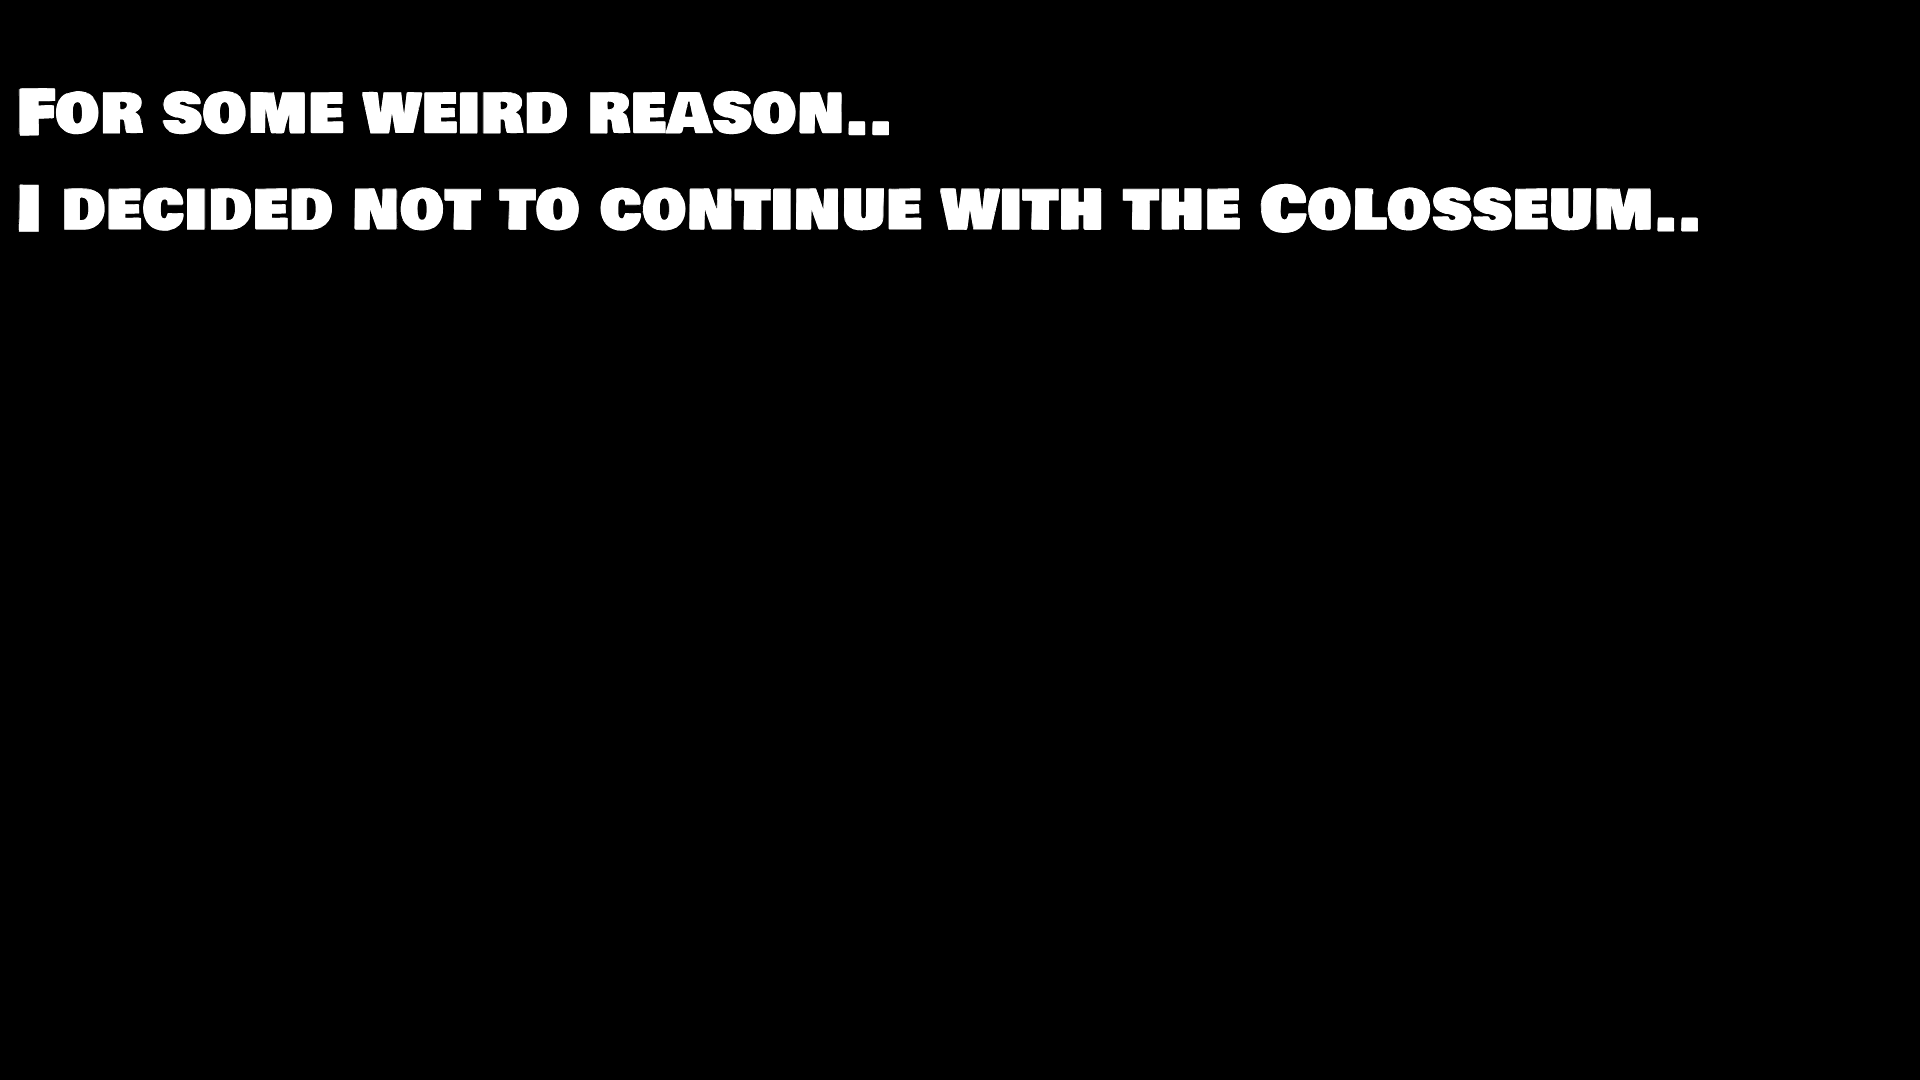 For some weird reason..
I decided not to continue with the Colosseum..